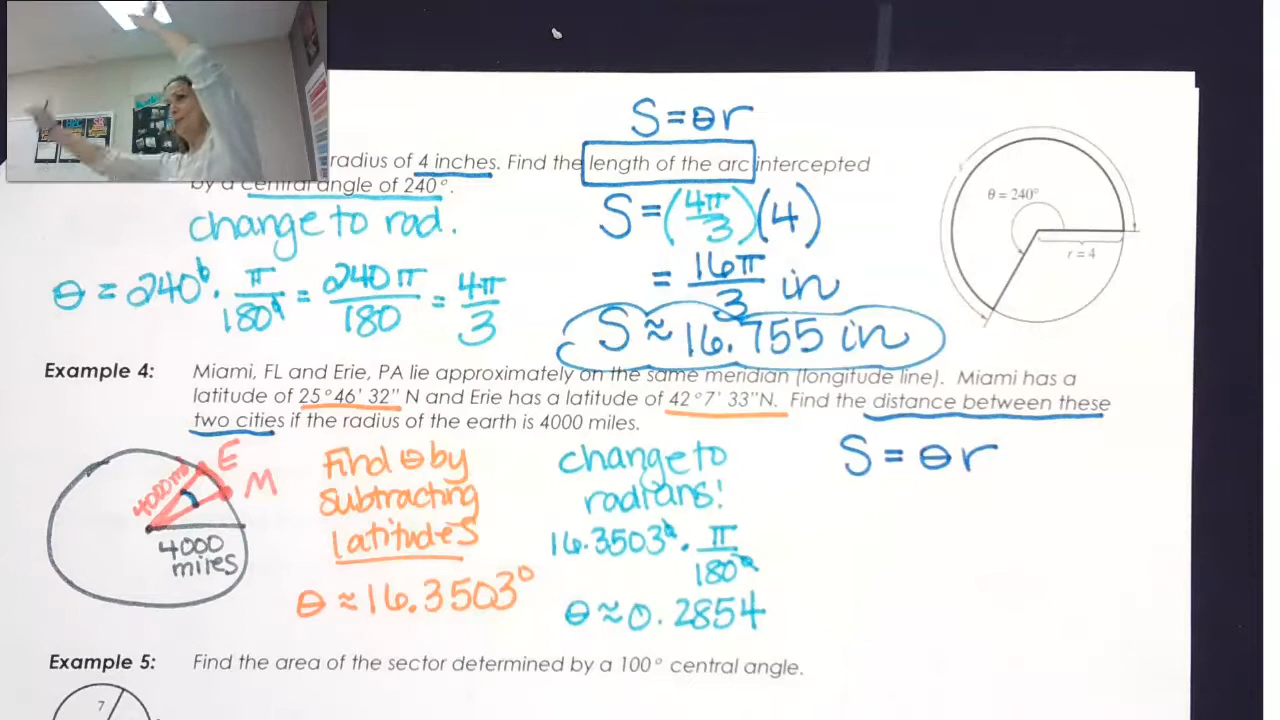 S = θr
radius of 4 inches. Find the length of the arc intercepted
by a central angle of 240°.
change to rad.
θ = 240° · π/180° = 240π/180 = 4π/3
S = (4π/3)(4)
= 16π/3 in
S ≈ 16.755 in
θ = 240°
r = 4
Example 4: Miami, FL and Erie, PA lie approximately on the same meridian (longitude line). Miami has a
latitude of 25°46' 32" N and Erie has a latitude of 42°7' 33"N. Find the distance between these
two cities if the radius of the earth is 4000 miles.
E
M
4000 mi
4000
miles
Find θ by
subtracting
latitudes
θ ≈ 16.3503°
change to
radians!
16.3503° · π/180°
θ ≈ 0.2854
S = θr
Example 5: Find the area of the sector determined by a 100° central angle.
7